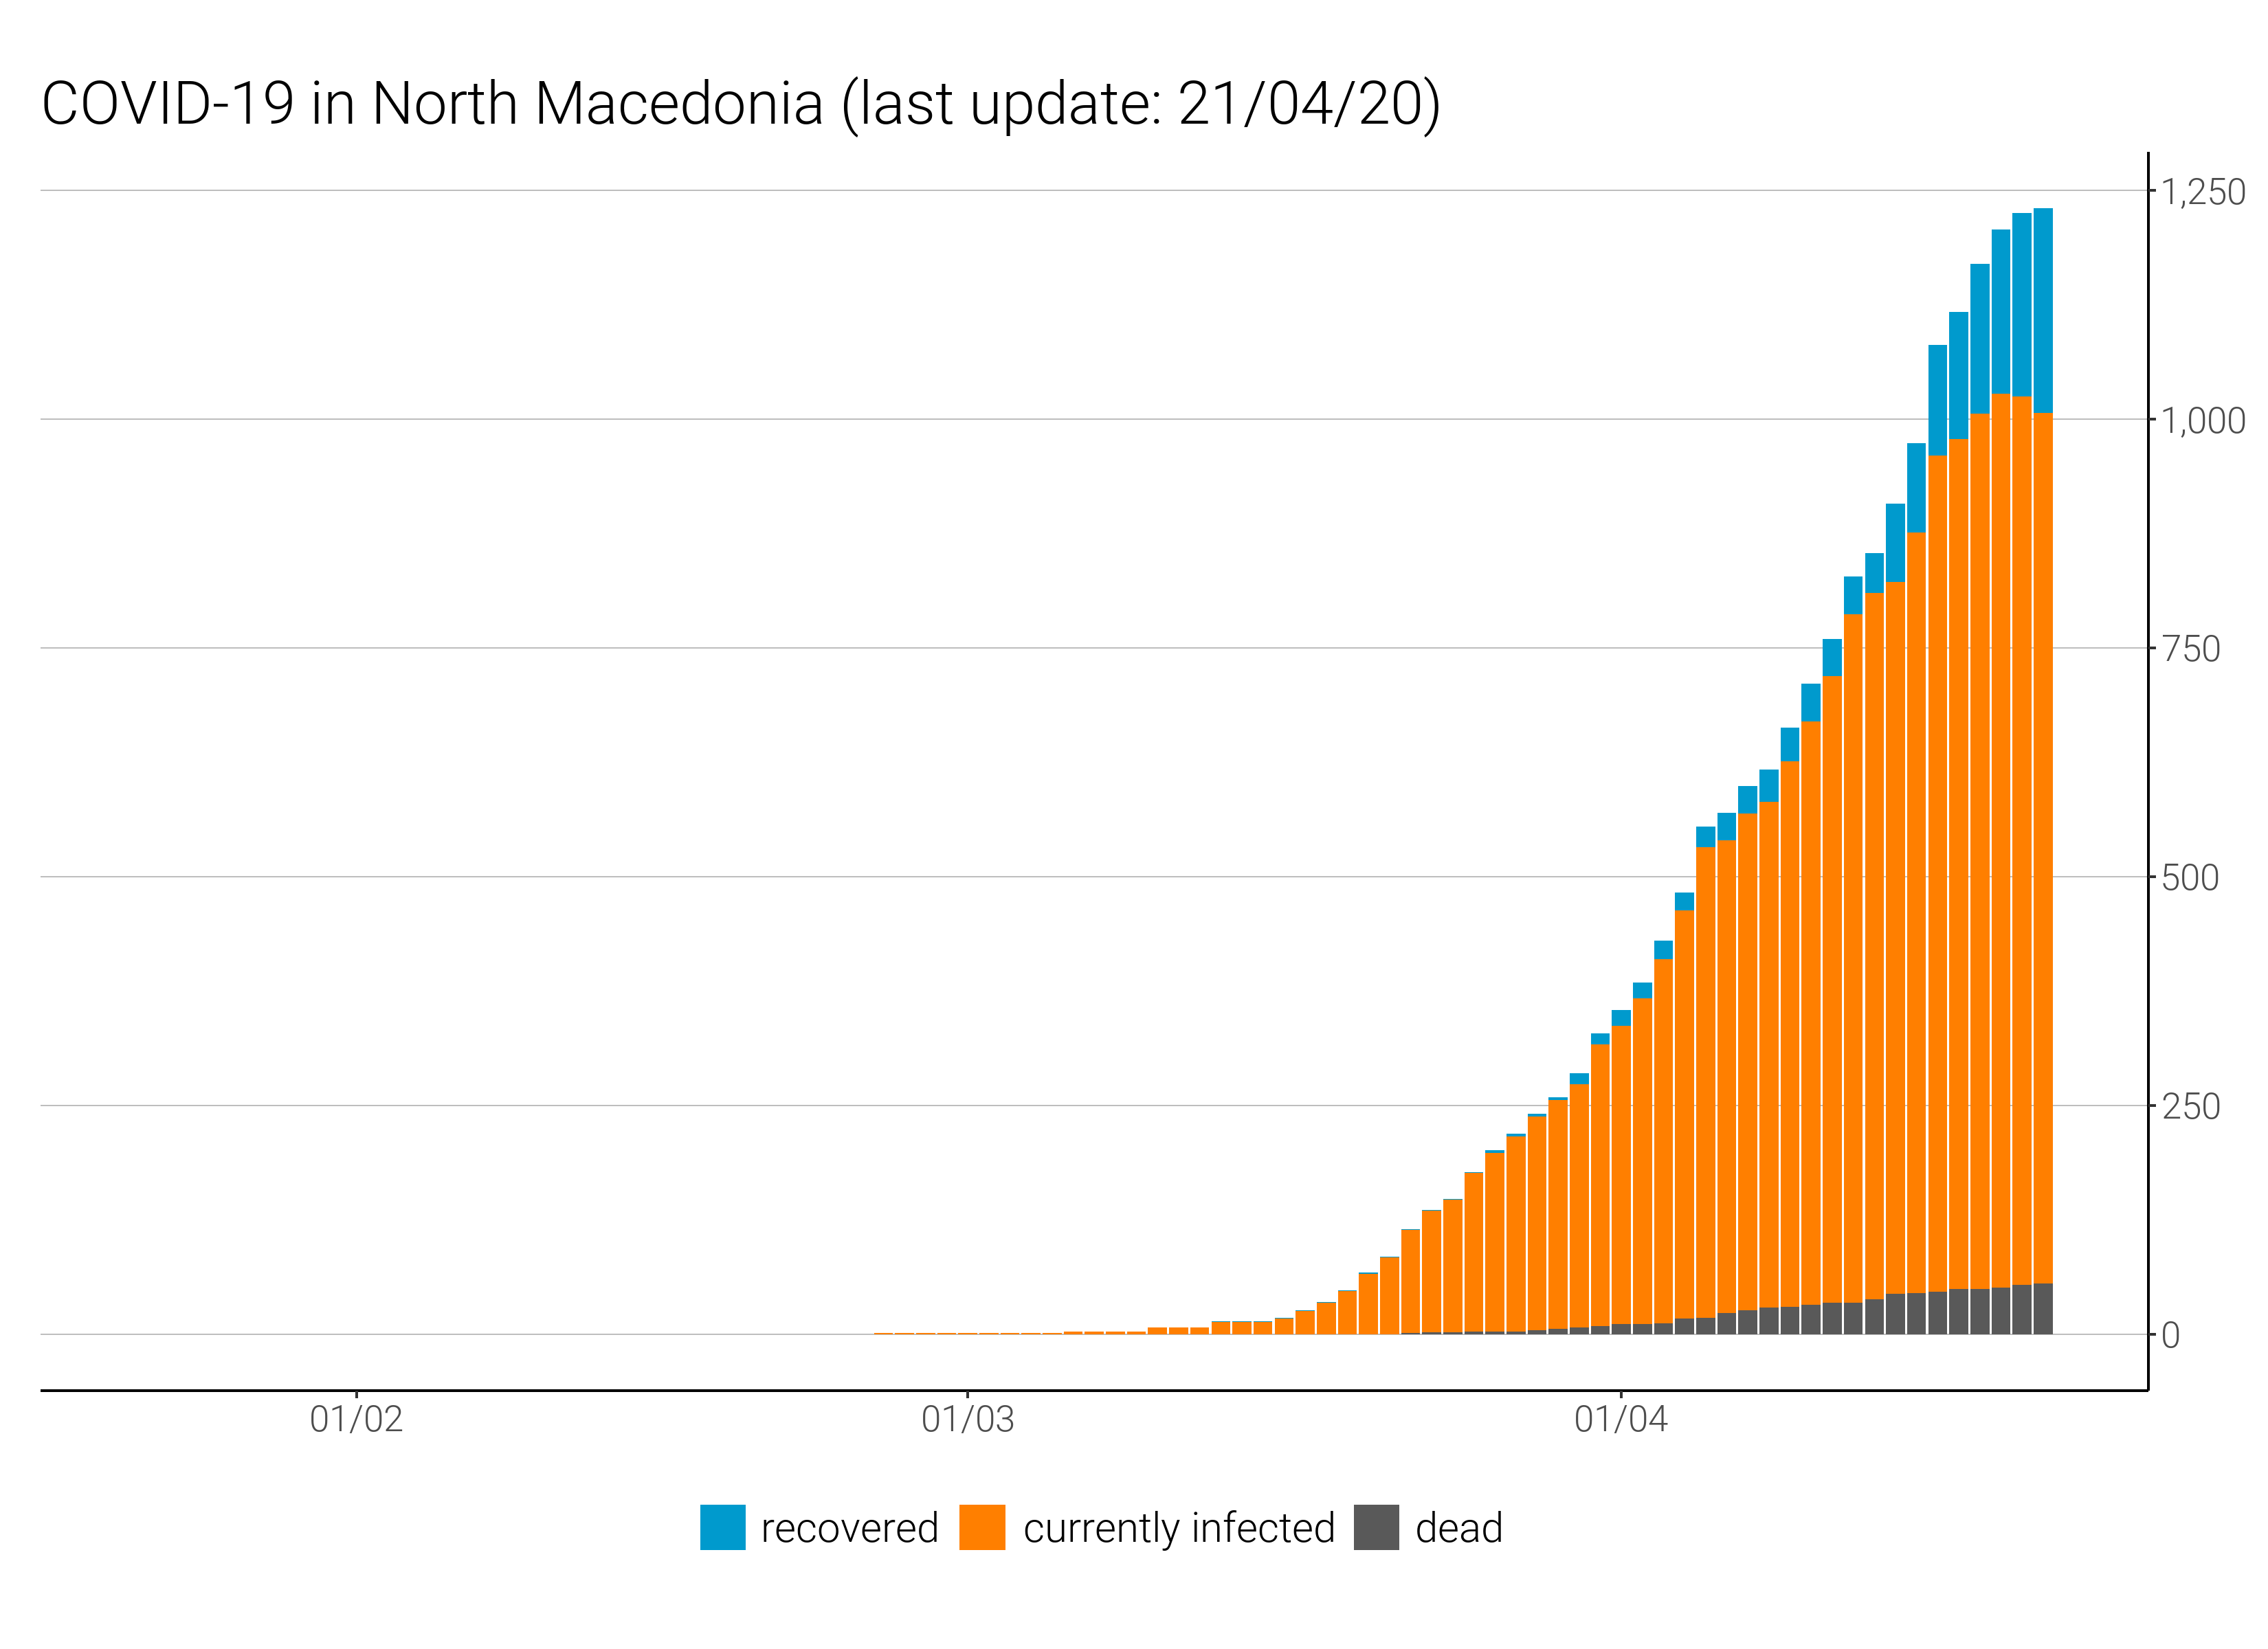 COVID-19 in North Macedonia (last update: 21/04/20)
1,250
1,000
750
500
250
0
01/02 01/03 01/04
recovered currently infected dead